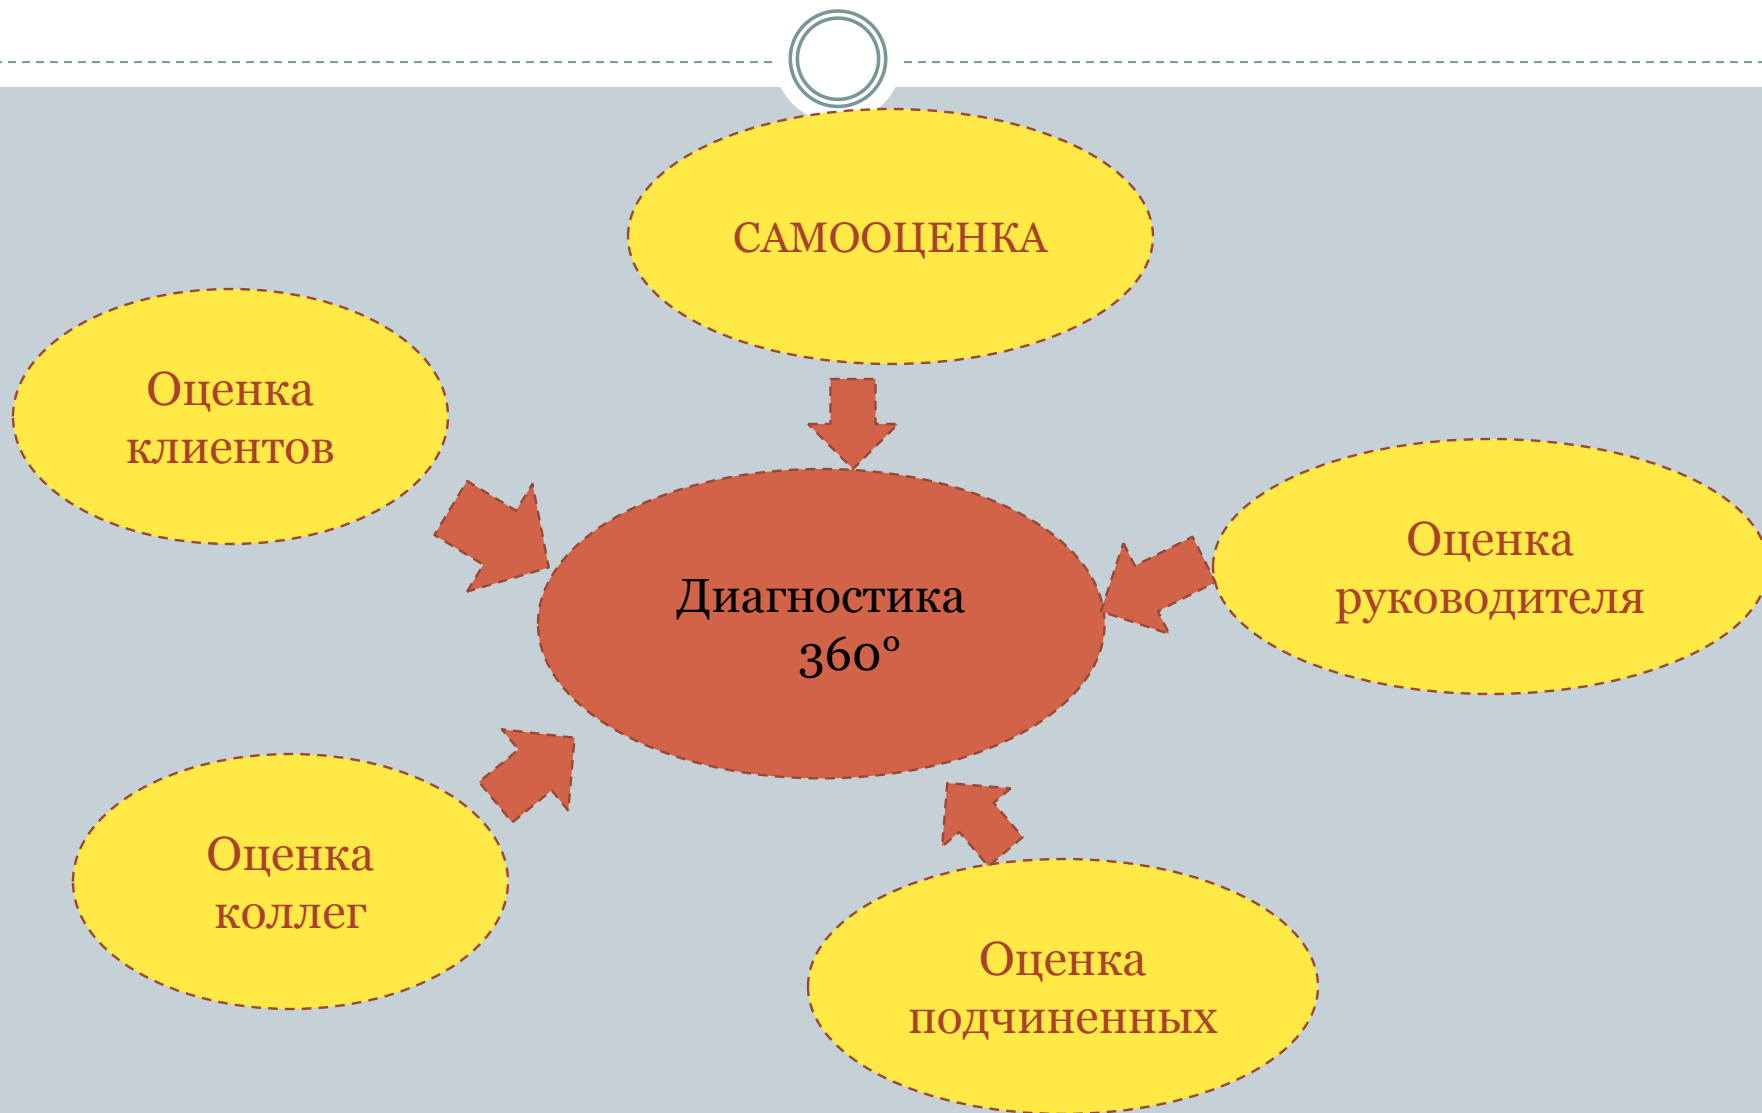 САМООЦЕНКА
Оценка
клиентов
Оценка
руководителя
Диагностика
360°
Оценка
коллег
Оценка
подчиненных